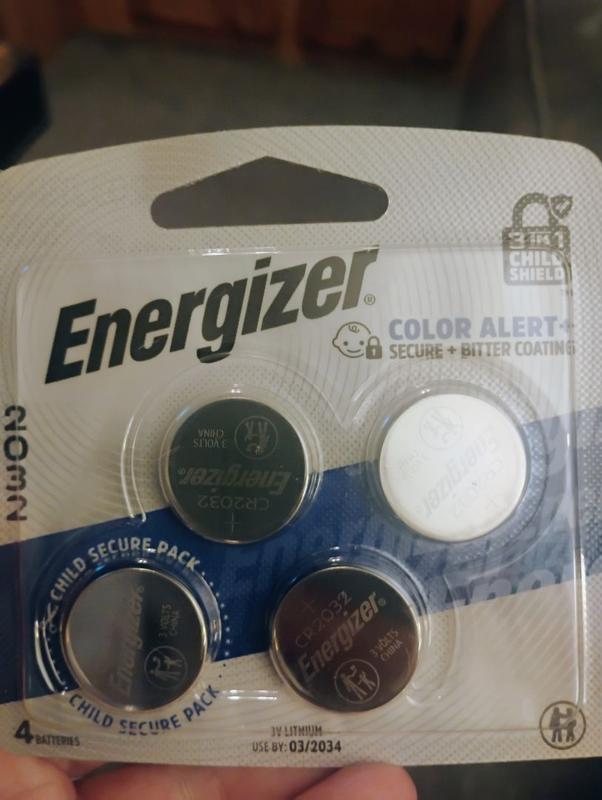 3 IN 1
CHILD
SHIELD
Energizer®
COLOR ALERT+
SECURE + BITTER COATING
2032
3 VOLTS
CHINA
Energizer®
CR2032
+
Energizer
CHILD SECURE PACK
Energizer
3 VOLTS
CHINA
+
CR2032
Energizer®
3 VOLTS
CHINA
CHILD SECURE PACK
4 BATTERIES
3V LITHIUM
USE BY: 03/2034